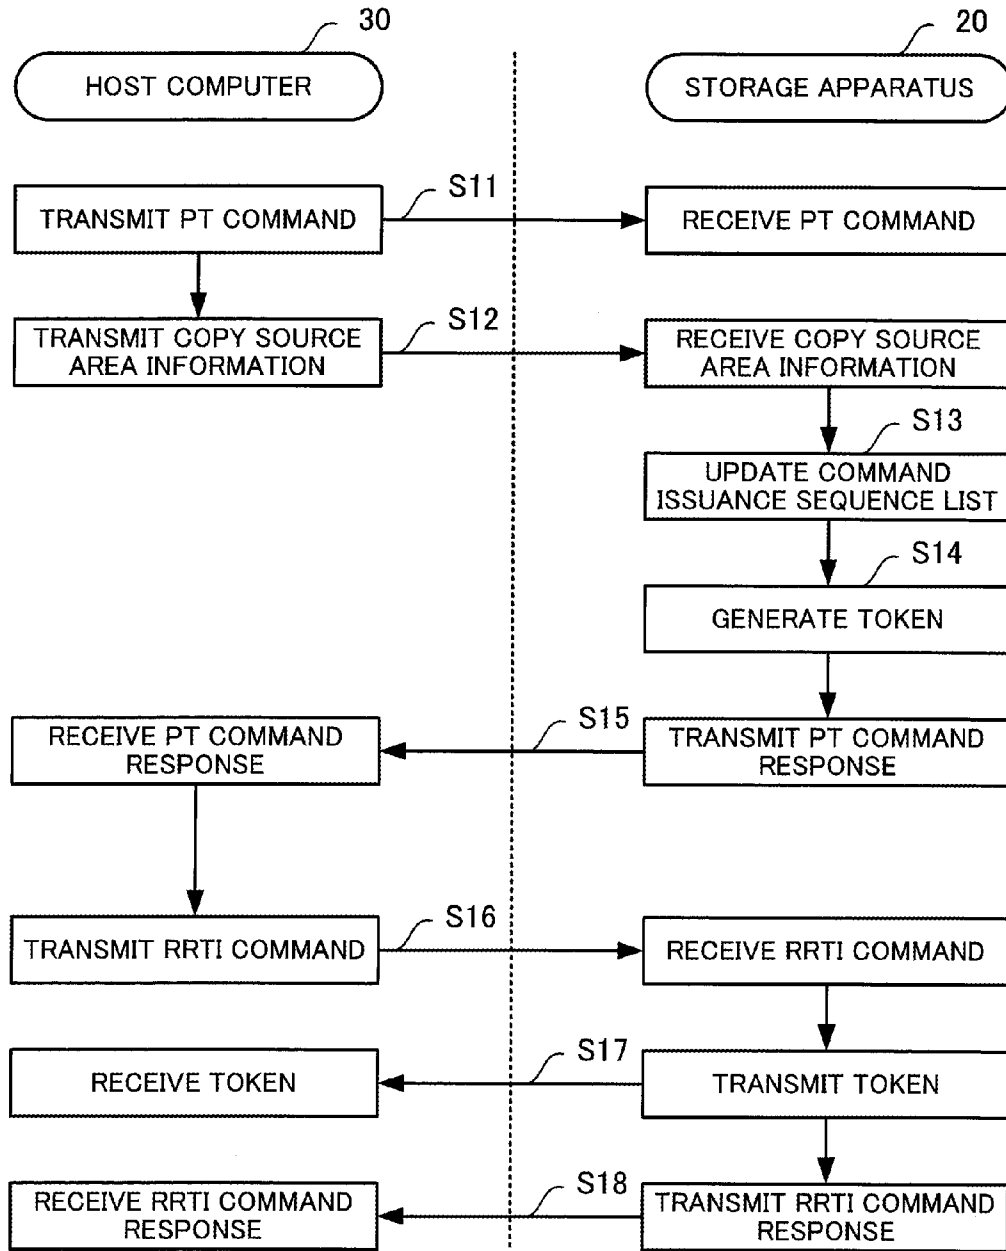 30
20
HOST COMPUTER
STORAGE APPARATUS
S11
TRANSMIT PT COMMAND
RECEIVE PT COMMAND
S12
TRANSMIT COPY SOURCE
AREA INFORMATION
RECEIVE COPY SOURCE
AREA INFORMATION
S13
UPDATE COMMAND
ISSUANCE SEQUENCE LIST
S14
GENERATE TOKEN
S15
RECEIVE PT COMMAND
RESPONSE
TRANSMIT PT COMMAND
RESPONSE
S16
TRANSMIT RRTI COMMAND
RECEIVE RRTI COMMAND
S17
RECEIVE TOKEN
TRANSMIT TOKEN
S18
RECEIVE RRTI COMMAND
RESPONSE
TRANSMIT RRTI COMMAND
RESPONSE